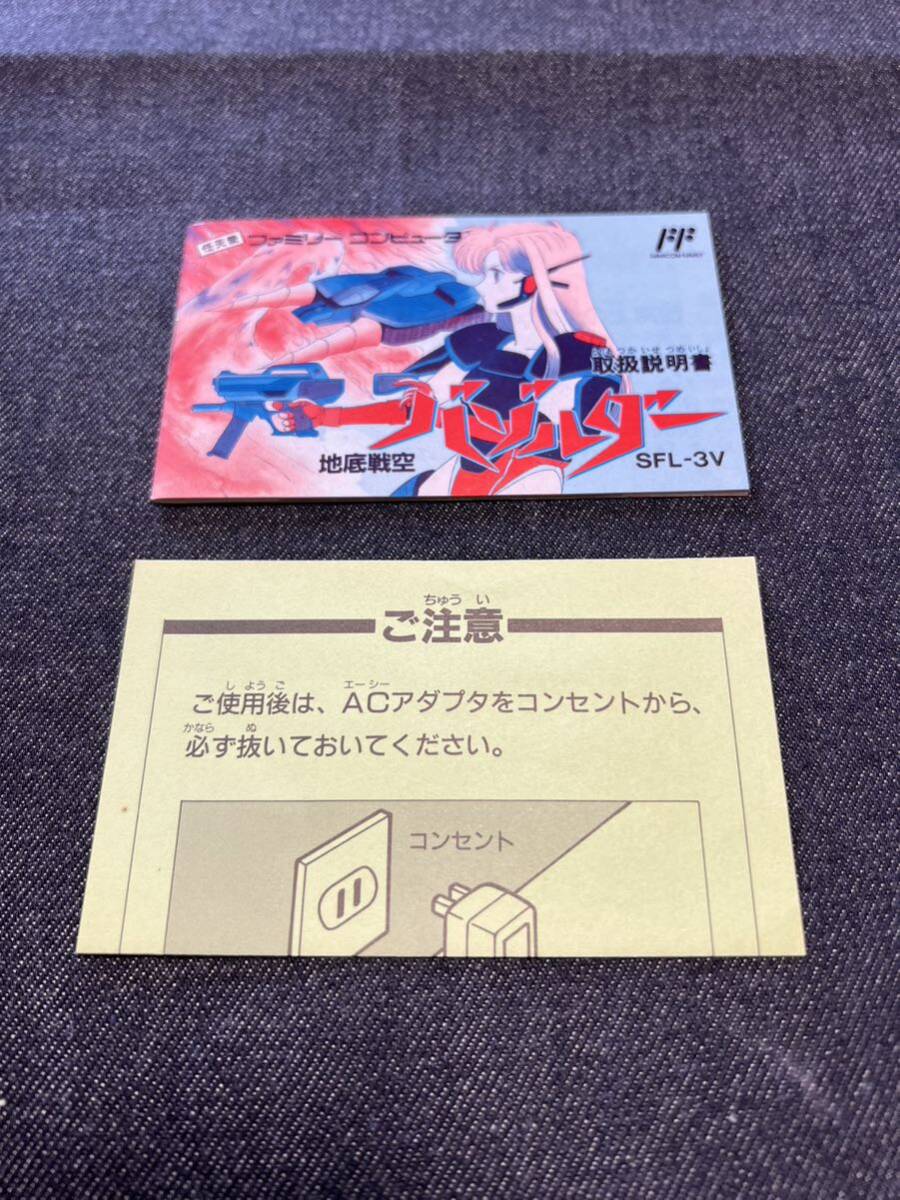 任天堂 ファミリー コンピュータ
FF
FAMICOM FAMILY
とりあつかいせつめいしょ
取扱説明書
バゾルダー
地底戦空
SFL-3V
ちゅうい
ご注意
しようご エーシー
ご使用後は、ACアダプタをコンセントから、
かなら ぬ
必ず抜いておいてください。
コンセント